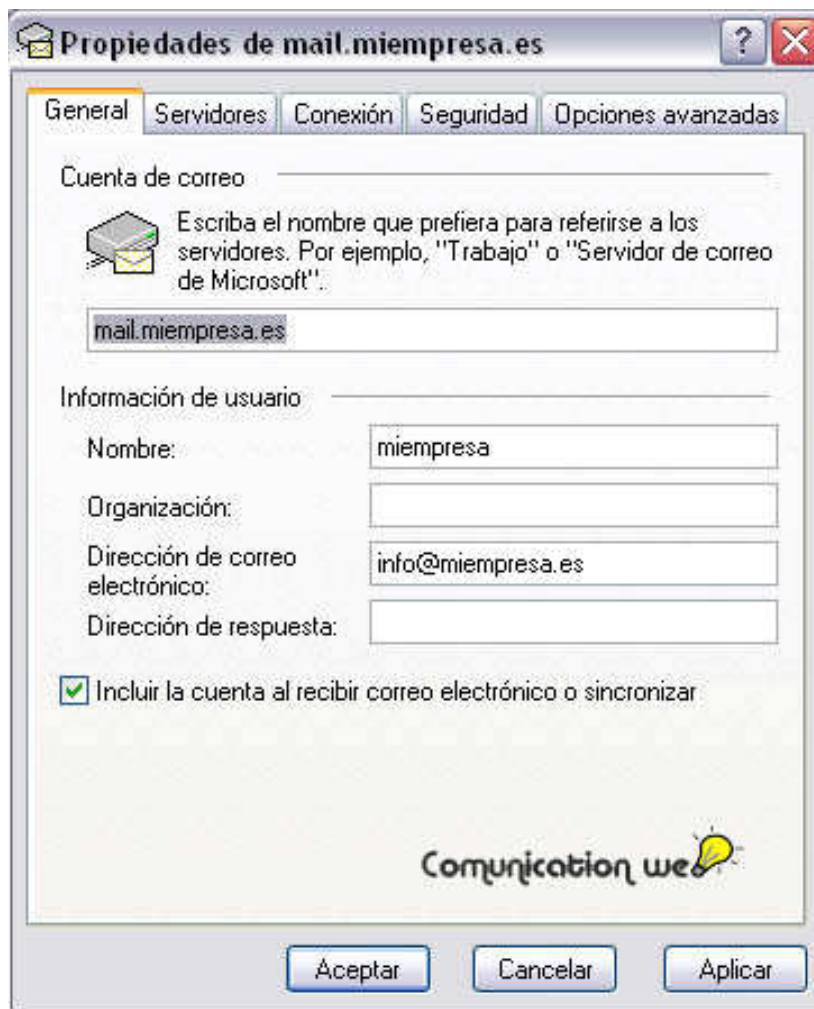 Propiedades de mail.miempresa.es
General Servidores Conexión Seguridad Opciones avanzadas
Cuenta de correo
Escriba el nombre que prefiera para referirse a los
servidores. Por ejemplo, "Trabajo" o "Servidor de correo
de Microsoft".
mail.miempresa.es
Información de usuario
Nombre: miempresa
Organización:
Dirección de correo
electrónico: info@miempresa.es
Dirección de respuesta:
Incluir la cuenta al recibir correo electrónico o sincronizar
Comunication web
Aceptar Cancelar Aplicar